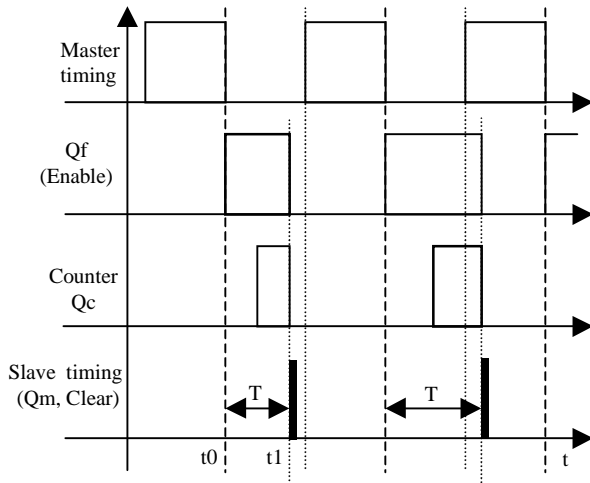 Master
timing
Qf
(Enable)
Counter
Qc
Slave timing
(Qm, Clear)
T
T
t0
t1
t